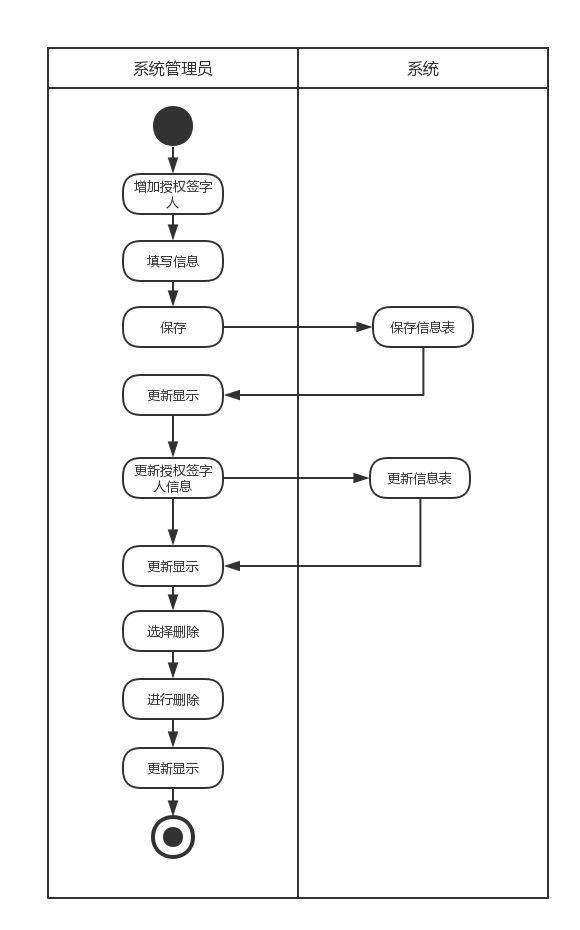 系统管理员
系统
增加授权签字
人
填写信息
保存
保存信息表
更新显示
更新授权签字
人信息
更新信息表
更新显示
选择删除
进行删除
更新显示